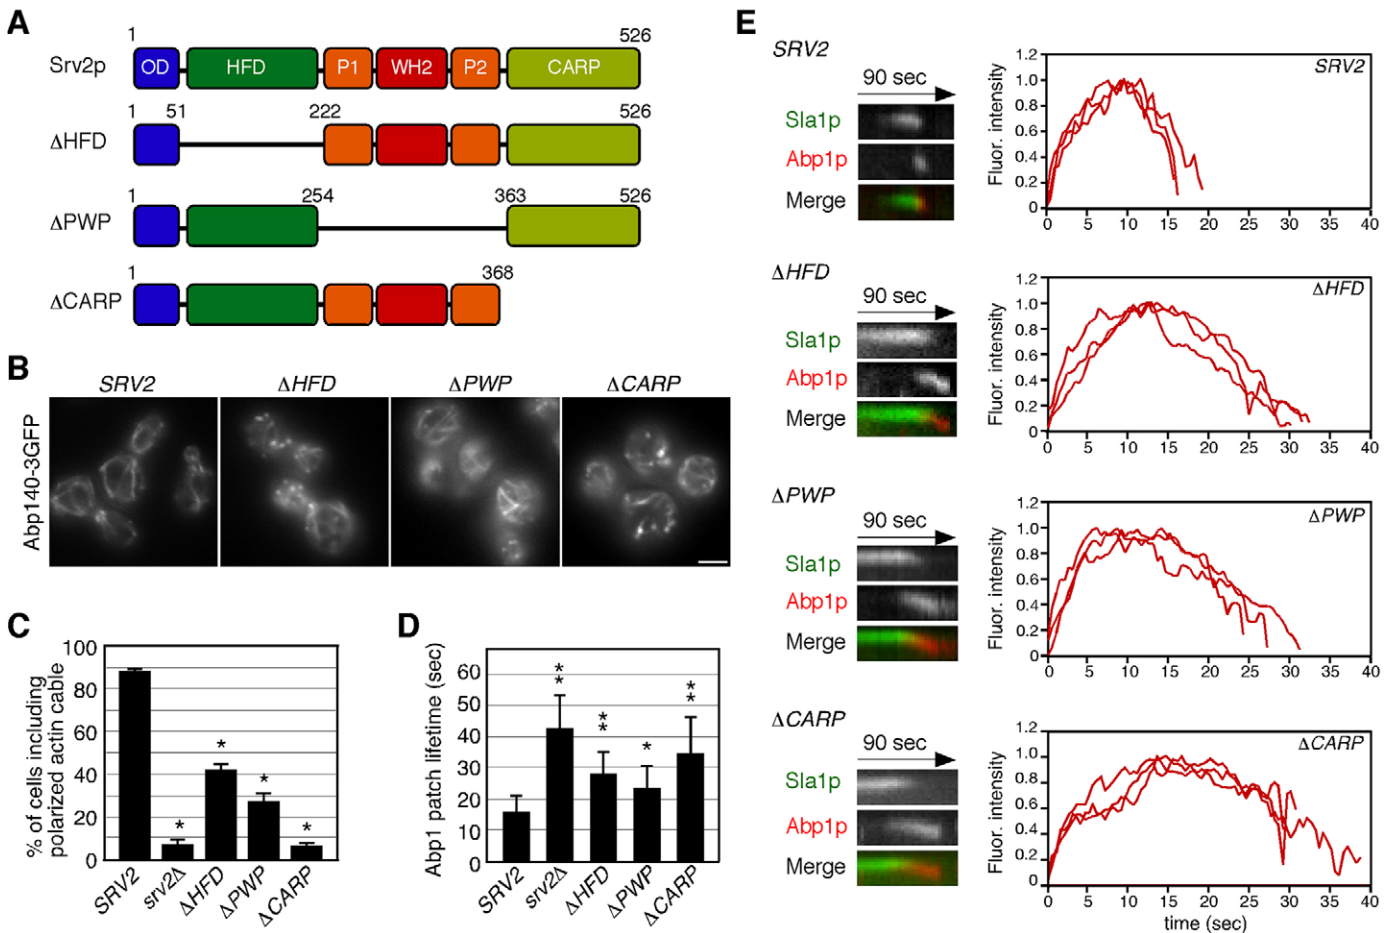 A
1 526
Srv2p OD HFD P1 WH2 P2 CARP
1 51 222 526
ΔHFD
1 254 363 526
ΔPWP
1 368
ΔCARP
B
SRV2 ΔHFD ΔPWP ΔCARP
Abp140-3GFP
C
% of cells including
polarized actin cable
100
80
60
40
20
0
* * * *
SRV2 srv2Δ ΔHFD ΔPWP ΔCARP
D
Abp1 patch lifetime (sec)
60
50
40
30
20
10
0
** ** * **
SRV2 srv2Δ ΔHFD ΔPWP ΔCARP
E
SRV2
90 sec
Sla1p
Abp1p
Merge
Fluor. intensity
SRV2
1.2
1.0
0.8
0.6
0.4
0.2
0
0 5 10 15 20 25 30 35 40
ΔHFD
90 sec
Sla1p
Abp1p
Merge
Fluor. intensity
ΔHFD
1.2
1.0
0.8
0.6
0.4
0.2
0
0 5 10 15 20 25 30 35 40
ΔPWP
90 sec
Sla1p
Abp1p
Merge
Fluor. intensity
ΔPWP
1.2
1.0
0.8
0.6
0.4
0.2
0
0 5 10 15 20 25 30 35 40
ΔCARP
90 sec
Sla1p
Abp1p
Merge
Fluor. intensity
ΔCARP
1.2
1.0
0.8
0.6
0.4
0.2
0
0 5 10 15 20 25 30 35 40
time (sec)